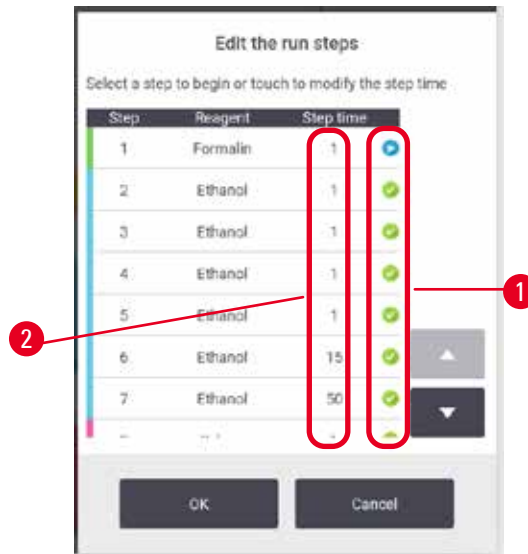 Edit the run steps
Select a step to begin or touch to modify the step time
Step Reagent Step time
1 Formalin 1
2 Ethanol 1
3 Ethanol 1
4 Ethanol 1
5 Ethanol 1
6 Ethanol 15
7 Ethanol 50
1
2
OK Cancel